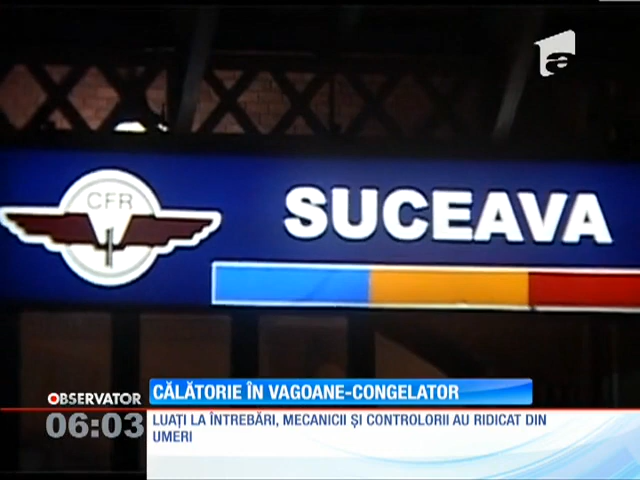 a
CFR
SUCEAVA
OBSERVATOR
06:03
CĂLĂTORIE ÎN VAGOANE-CONGELATOR
LUAȚI LA ÎNTREBĂRI, MECANICII ȘI CONTROLORII AU RIDICAT DIN
UMERI